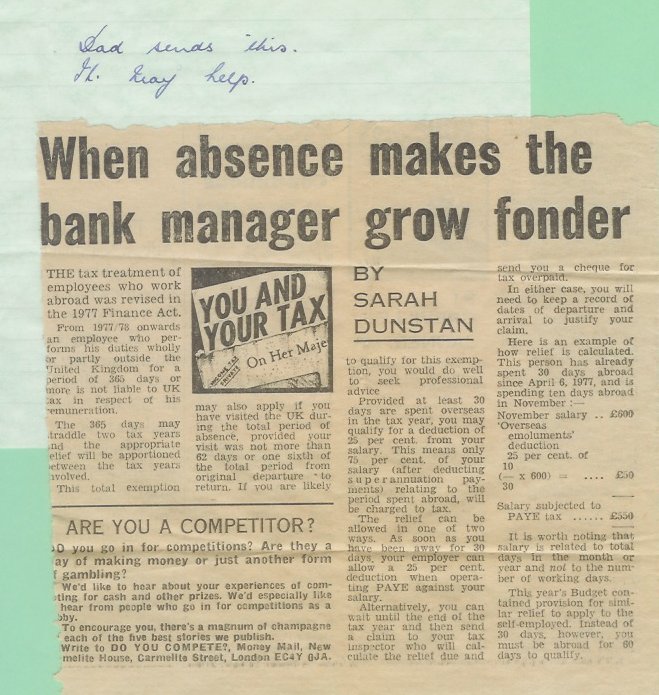 Dad sends this.
It may help.
When absence makes the
bank manager grow fonder
THE tax treatment of
employees who work
abroad was revised in
the 1977 Finance Act.
From 1977/78 onwards
an employee who per-
forms his duties wholly
or partly outside the
United Kingdom for a
period of 365 days or
more is not liable to UK
tax in respect of his
remuneration.
The 365 days may
straddle two tax years
and the appropriate
relief will be apportioned
between the tax years
involved.
This total exemption
YOU AND
YOUR TAX
On Her Maje
may also apply if you
have visited the UK dur-
ing the total period of
absence, provided your
visit was not more than
62 days or one sixth of
the total period from
original departure to
return. If you are likely
BY
SARAH
DUNSTAN
to qualify for this exemp-
tion, you would do well
to seek professional
advice
Provided at least 30
days are spent overseas
in the tax year, you may
qualify for a deduction of
25 per cent. from your
salary. This means only
75 per cent. of your
salary (after deducting
superannuation pay-
ments) relating to the
period spent abroad, will
be charged to tax.
The relief can be
allowed in one of two
ways. As soon as you
have been away for 30
days, your employer can
allow a 25 per cent.
deduction when opera-
ting PAYE against your
salary.
Alternatively, you can
wait until the end of the
tax year and then send
a claim to your tax
inspector who will cal-
culate the relief due and
send you a cheque for
tax overpaid.
In either case, you will
need to keep a record of
dates of departure and
arrival to justify your
claim.
Here is an example of
how relief is calculated.
This person has already
spent 30 days abroad
since April 6, 1977, and is
spending ten days abroad
in November :—
November salary .. £600
'Overseas
emoluments'
deduction
25 per cent. of
10
(— x 600) = .... £50
30
Salary subjected to
PAYE tax ...... £550
It is worth noting that
salary is related to total
days in the month or
year and not to the num-
ber of working days.
This year's Budget con-
tained provision for simi-
lar relief to apply to the
self-employed. Instead of
30 days, however, you
must be abroad for 60
days to qualify.
ARE YOU A COMPETITOR?
DO you go in for competitions? Are they a
way of making money or just another form
of gambling?
We'd like to hear about your experiences of com-
peting for cash and other prizes. We'd especially like
hear from people who go in for competitions as a
hobby.
To encourage you, there's a magnum of champagne
each of the five best stories we publish.
Write to DO YOU COMPETE?, Money Mail, New
rmelite House, Carmelite Street, London EC4Y 0JA.